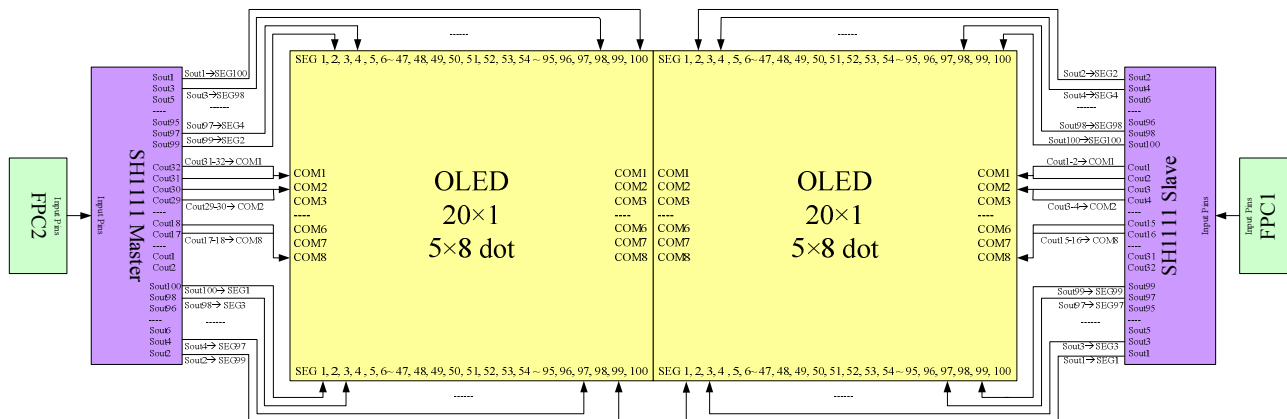 FPC2
Input Pins
SH1111 Master
Input Pins
Sout1
Sout3
Sout5
----
Sout95
Sout97
Sout99
Cout32
Cout31
Cout30
Cout29
----
Cout18
Cout17
----
Cout1
Cout2
Sout100
Sout98
Sout96
----
Sout6
Sout4
Sout2
Sout1→SEG100
Sout3→SEG98
------
Sout97→SEG4
Sout99→SEG2
Cout31-32→COM1
Cout29-30→COM2
Cout17-18→COM8
Sout100→SEG1
Sout98→SEG3
------
Sout4→SEG97
Sout2→SEG99
------
SEG 1, 2, 3, 4 , 5, 6~ 47, 48, 49, 50, 51, 52, 53, 54 ~ 95, 96, 97, 98, 99, 100
COM1
COM2
COM3
----
COM6
COM7
COM8
OLED
20×1
5×8 dot
COM1
COM2
COM3
----
COM6
COM7
COM8
SEG 1, 2, 3, 4 , 5, 6~ 47, 48, 49, 50, 51, 52, 53, 54 ~ 95, 96, 97, 98, 99, 100
------
------
SEG 1, 2, 3, 4 , 5, 6~ 47, 48, 49, 50, 51, 52, 53, 54 ~ 95, 96, 97, 98, 99, 100
COM1
COM2
COM3
----
COM6
COM7
COM8
OLED
20×1
5×8 dot
COM1
COM2
COM3
----
COM6
COM7
COM8
SEG 1, 2, 3, 4 , 5, 6~ 47, 48, 49, 50, 51, 52, 53, 54 ~ 95, 96, 97, 98, 99, 100
------
Sout2→SEG2
Sout4→SEG4
------
Sout98→SEG98
Sout100→SEG100
Cout1-2→COM1
Cout3-4→COM2
Cout15-16→COM8
Sout99→SEG99
Sout97→SEG97
------
Sout3→SEG3
Sout1→SEG1
Sout2
Sout4
Sout6
----
Sout96
Sout98
Sout100
Cout1
Cout2
Cout3
Cout4
----
Cout15
Cout16
----
Cout31
Cout32
Sout99
Sout97
Sout95
----
Sout5
Sout3
Sout1
SH1111 Slave
Input Pins
Input Pins
FPC1